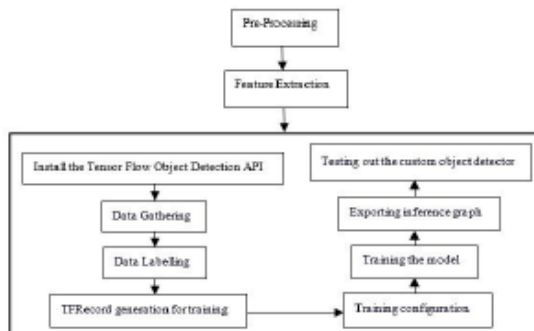 Pre-Processing
Feature Extraction
Install the Tensor Flow Object Detection API
Data Gathering
Data Labelling
TFRecord generation for training
Training configuration
Training the model
Exporting inference graph
Testing out the custom object detector